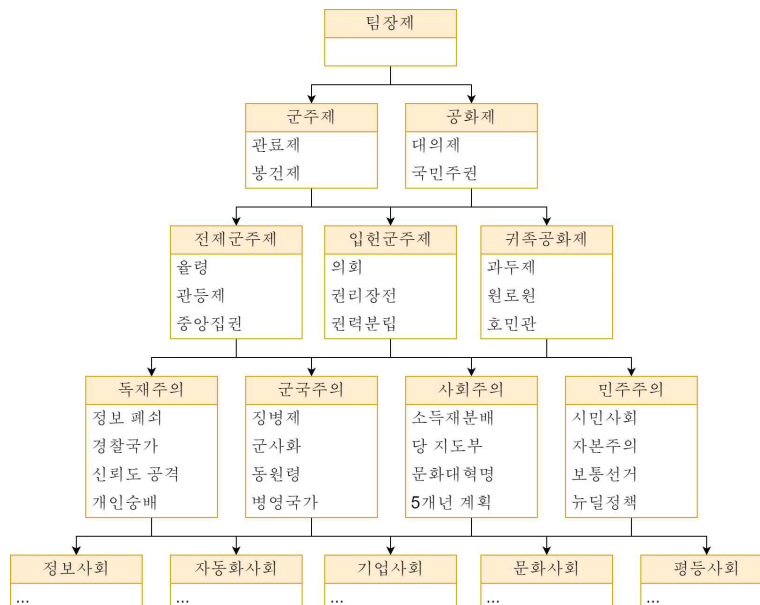 팀장제
군주제
관료제
봉건제
공화제
대의제
국민주권
전제군주제
율령
관등제
중앙집권
입헌군주제
의회
권리장전
권력분립
귀족공화제
과두제
원로원
호민관
독재주의
정보 폐쇠
경찰국가
신뢰도 공격
개인숭배
군국주의
징병제
군사화
동원령
병영국가
사회주의
소득재분배
당 지도부
문화대혁명
5개년 계획
민주주의
시민사회
자본주의
보통선거
뉴딜정책
정보사회
...
자동화사회
...
기업사회
...
문화사회
...
평등사회
...